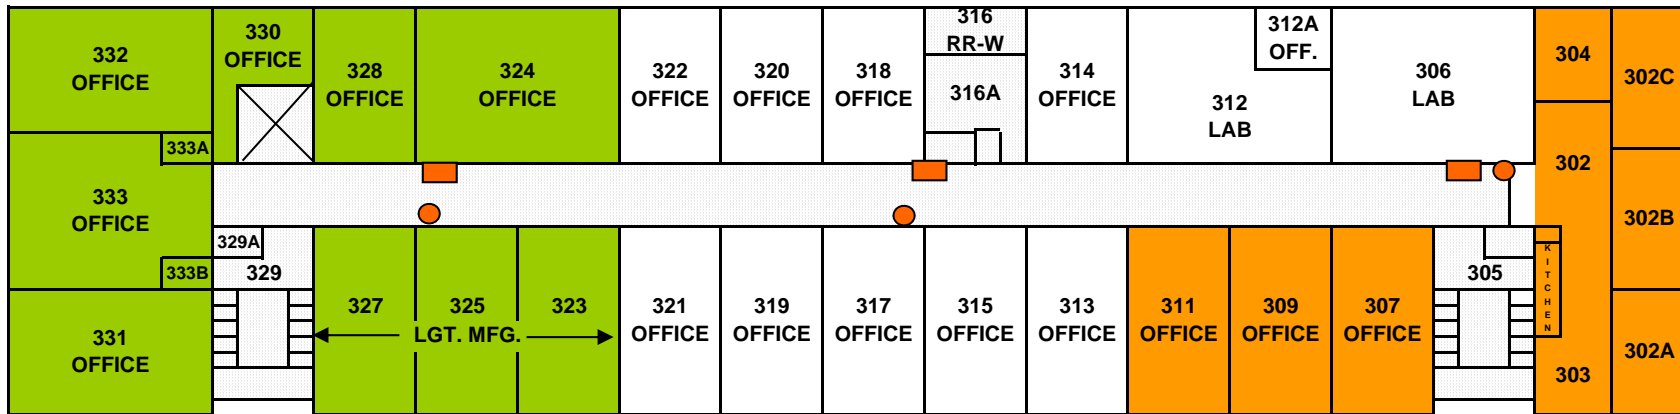 332
OFFICE
330
OFFICE
328
OFFICE
324
OFFICE
322
OFFICE
320
OFFICE
318
OFFICE
316
RR-W
316A
314
OFFICE
312A
OFF.
312
LAB
306
LAB
304
302C
333A
333
OFFICE
302
302B
329A
333B
329
KITCHEN
305
331
OFFICE
327
325
323
LGT. MFG.
321
OFFICE
319
OFFICE
317
OFFICE
315
OFFICE
313
OFFICE
311
OFFICE
309
OFFICE
307
OFFICE
303
302A